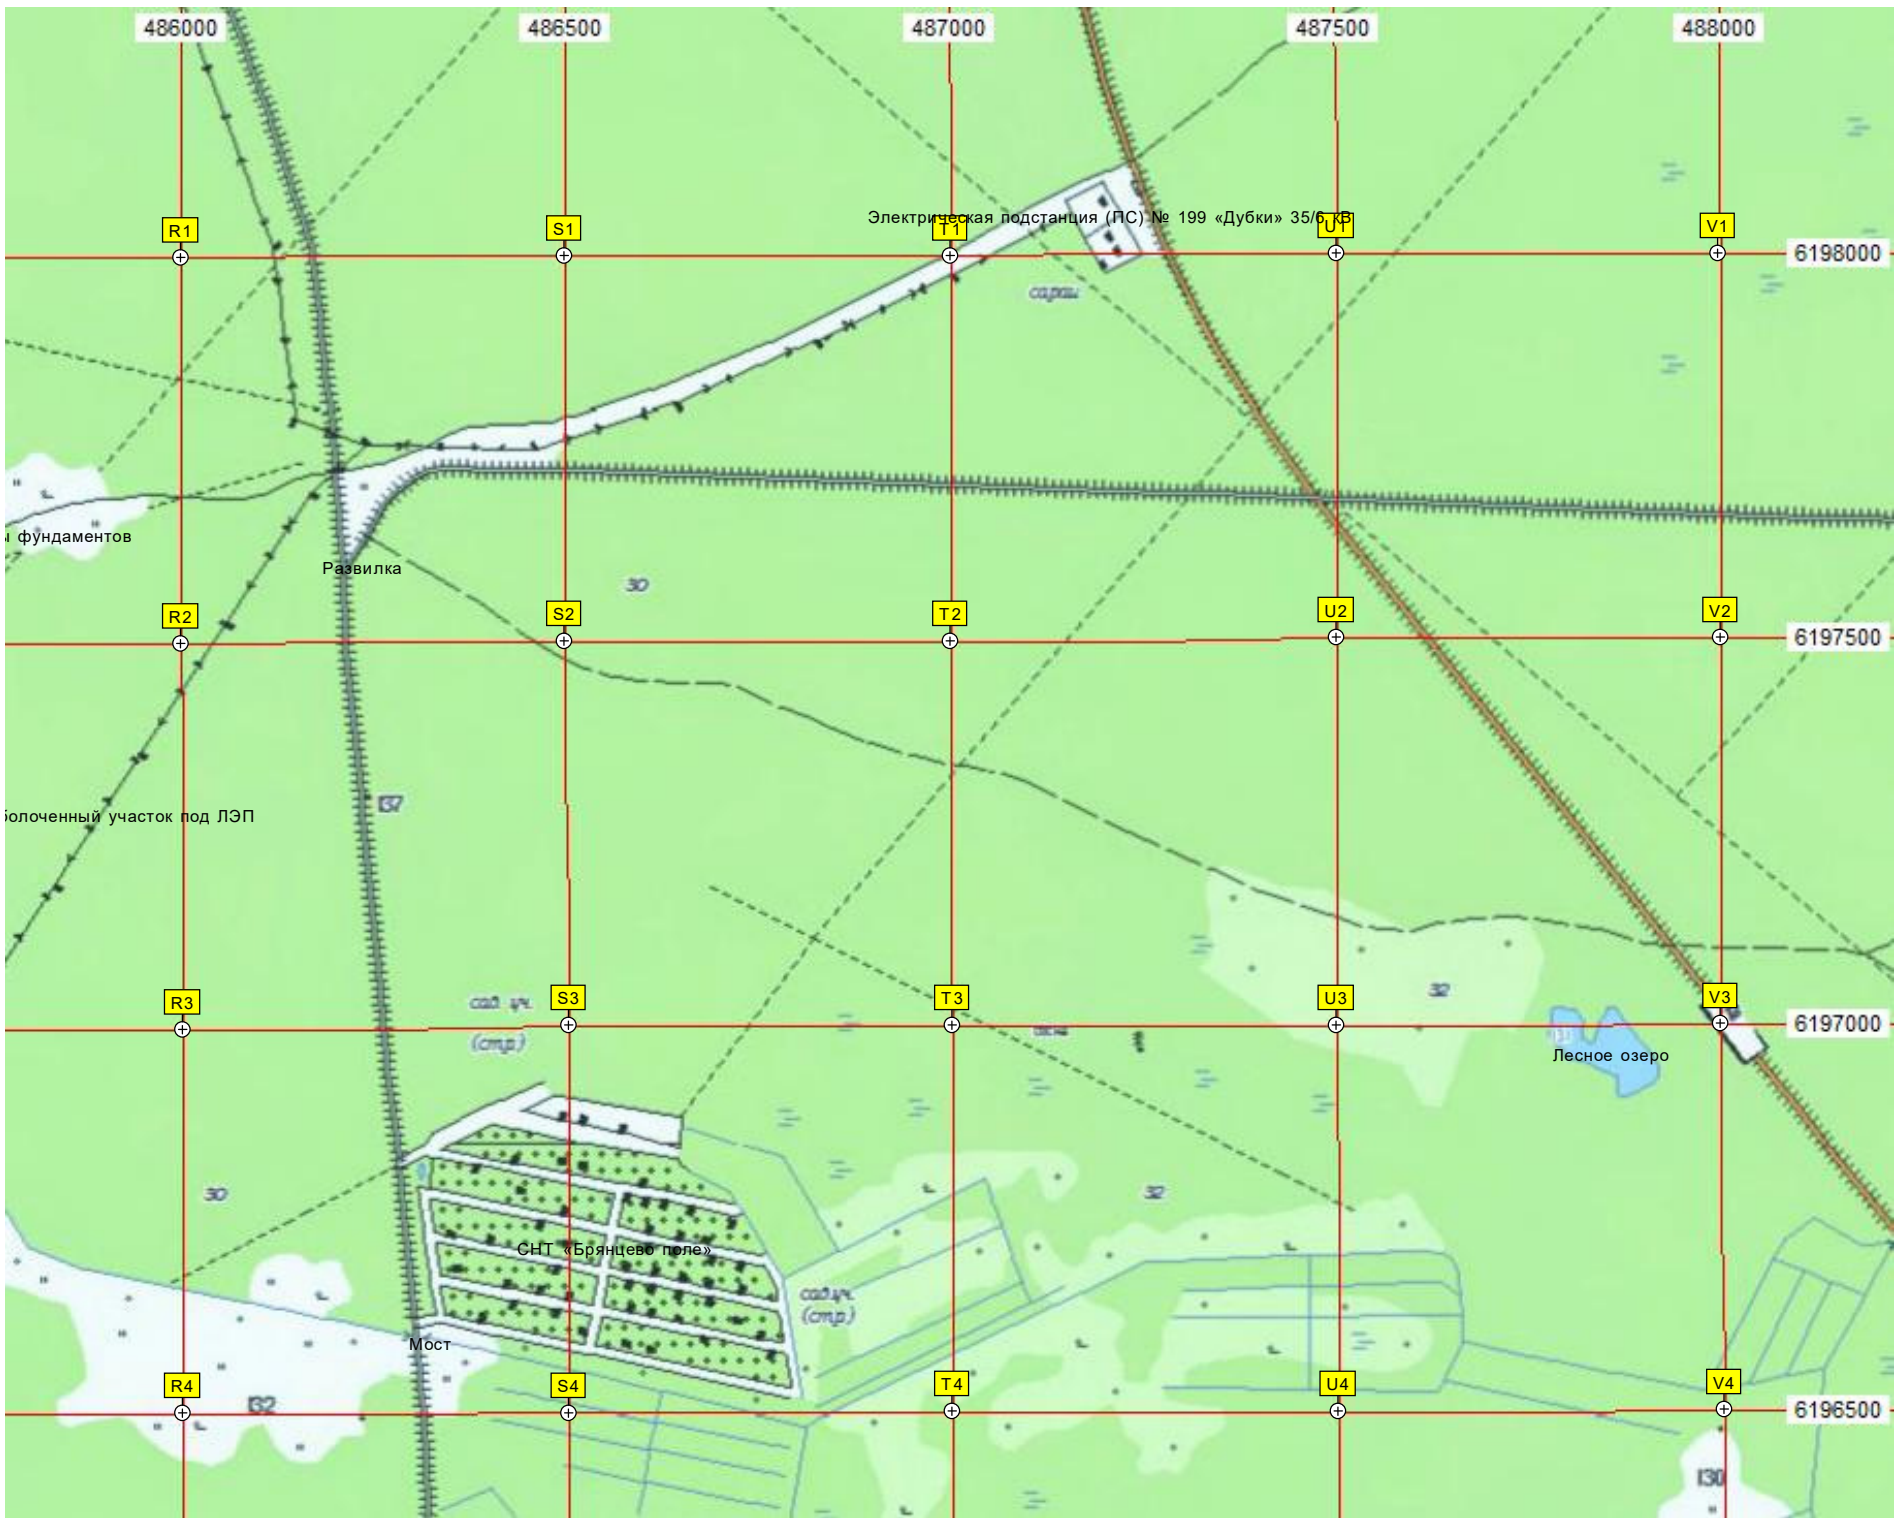 486000 486500 487000 487500 488000
Электрическая подстанция (ПС) № 199 «Дубки» 35/6 кВ
R1 S1 T1 U1 V1
6198000
сараи
ы фундаментов
Развилка
30
R2 S2 T2 U2 V2
6197500
137
болоченный участок под ЛЭП
32
R3 S3 T3 U3 V3
сад. уч.
(стр)
6197000
Лесное озеро
30
32
СНТ «Брянцево поле»
сад.уч.
(стр)
Мост
R4 S4 T4 U4 V4
132
6196500
130